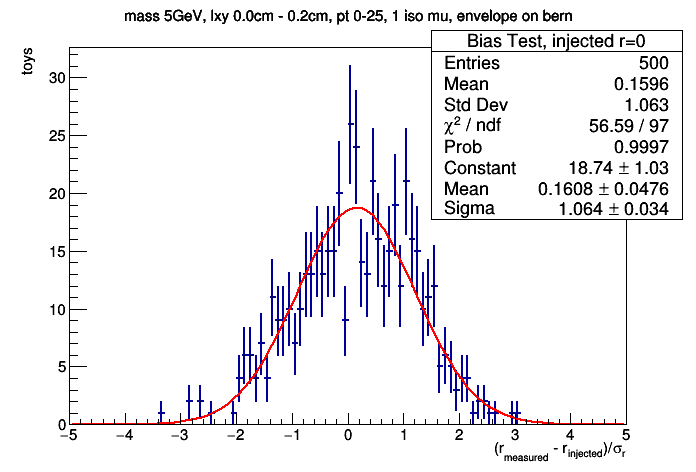 mass 5GeV, lxy 0.0cm - 0.2cm, pt 0-25, 1 iso mu, envelope on bern
Bias Test, injected r=0
Entries 500
Mean 0.1596
Std Dev 1.063
χ² / ndf 56.59 / 97
Prob 0.9997
Constant 18.74 ± 1.03
Mean 0.1608 ± 0.0476
Sigma 1.064 ± 0.034
toys
30
25
20
15
10
5
0
−5 −4 −3 −2 −1 0 1 2 3 4 5
(r_measured - r_injected)/σ_r